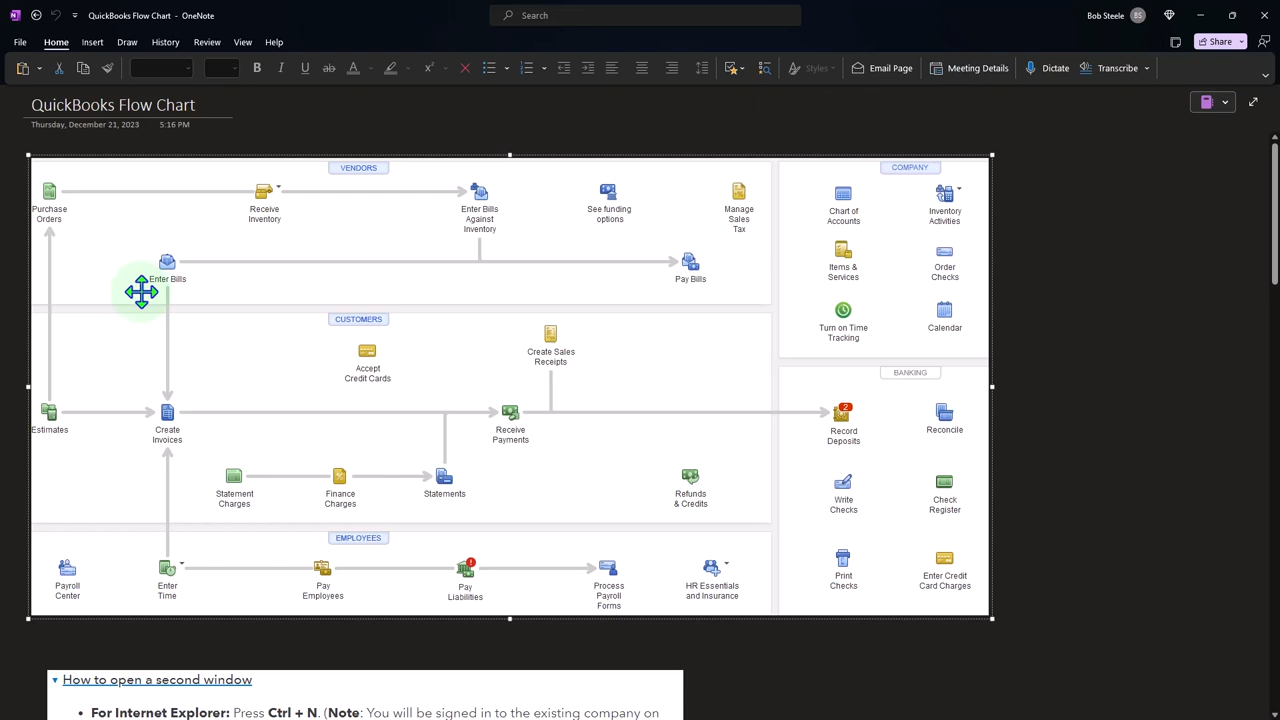 QuickBooks Flow Chart - OneNote
Search
Bob Steele
BS
File Home Insert Draw History Review View Help
Share
B I U ab A x
Styles
Email Page
Meeting Details
Dictate
Transcribe
QuickBooks Flow Chart
Thursday, December 21, 2023 5:16 PM
VENDORS
Purchase
Orders
Receive
Inventory
Enter Bills
Against
Inventory
See funding
options
Manage
Sales
Tax
Enter Bills
Pay Bills
CUSTOMERS
Accept
Credit Cards
Create Sales
Receipts
Estimates
Create
Invoices
Receive
Payments
Statement
Charges
Finance
Charges
Statements
Refunds
& Credits
EMPLOYEES
Payroll
Center
Enter
Time
Pay
Employees
Pay
Liabilities
Process
Payroll
Forms
HR Essentials
and Insurance
COMPANY
Chart of
Accounts
Inventory
Activities
Items &
Services
Order
Checks
Turn on Time
Tracking
Calendar
BANKING
2
Record
Deposits
Reconcile
Write
Checks
Check
Register
Print
Checks
Enter Credit
Card Charges
How to open a second window
• For Internet Explorer: Press Ctrl + N. (Note: You will be signed in to the existing company on